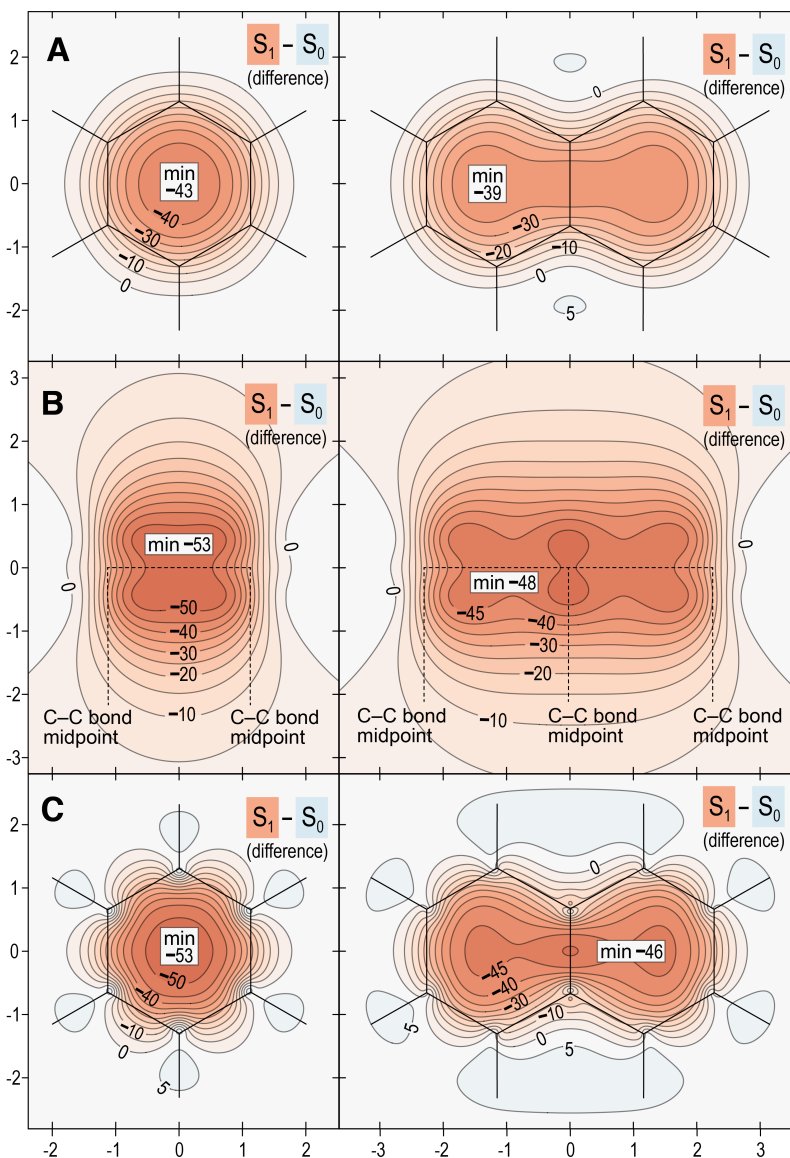 A
S₁ – S₀
(difference)
S₁ – S₀
(difference)
2
1
0
-1
-2
min
−43
−40
−30
−10
0
0
min
−39
−30
−20
−10
0
5
B
S₁ – S₀
(difference)
S₁ – S₀
(difference)
3
2
1
0
-1
-2
-3
min −53
0
0
−50
−40
−30
−20
−10
C–C bond
midpoint
C–C bond
midpoint
0
0
min −48
−45
−40
−30
−20
−10
C–C bond
midpoint
C–C bond
midpoint
C–C bond
midpoint
C
S₁ – S₀
(difference)
S₁ – S₀
(difference)
2
1
0
-1
-2
min
−53
−50
−40
−10
0
5
0
min −46
−45
−40
−30
−10
0
5
5
-2 -1 0 1 2 -3 -2 -1 0 1 2 3